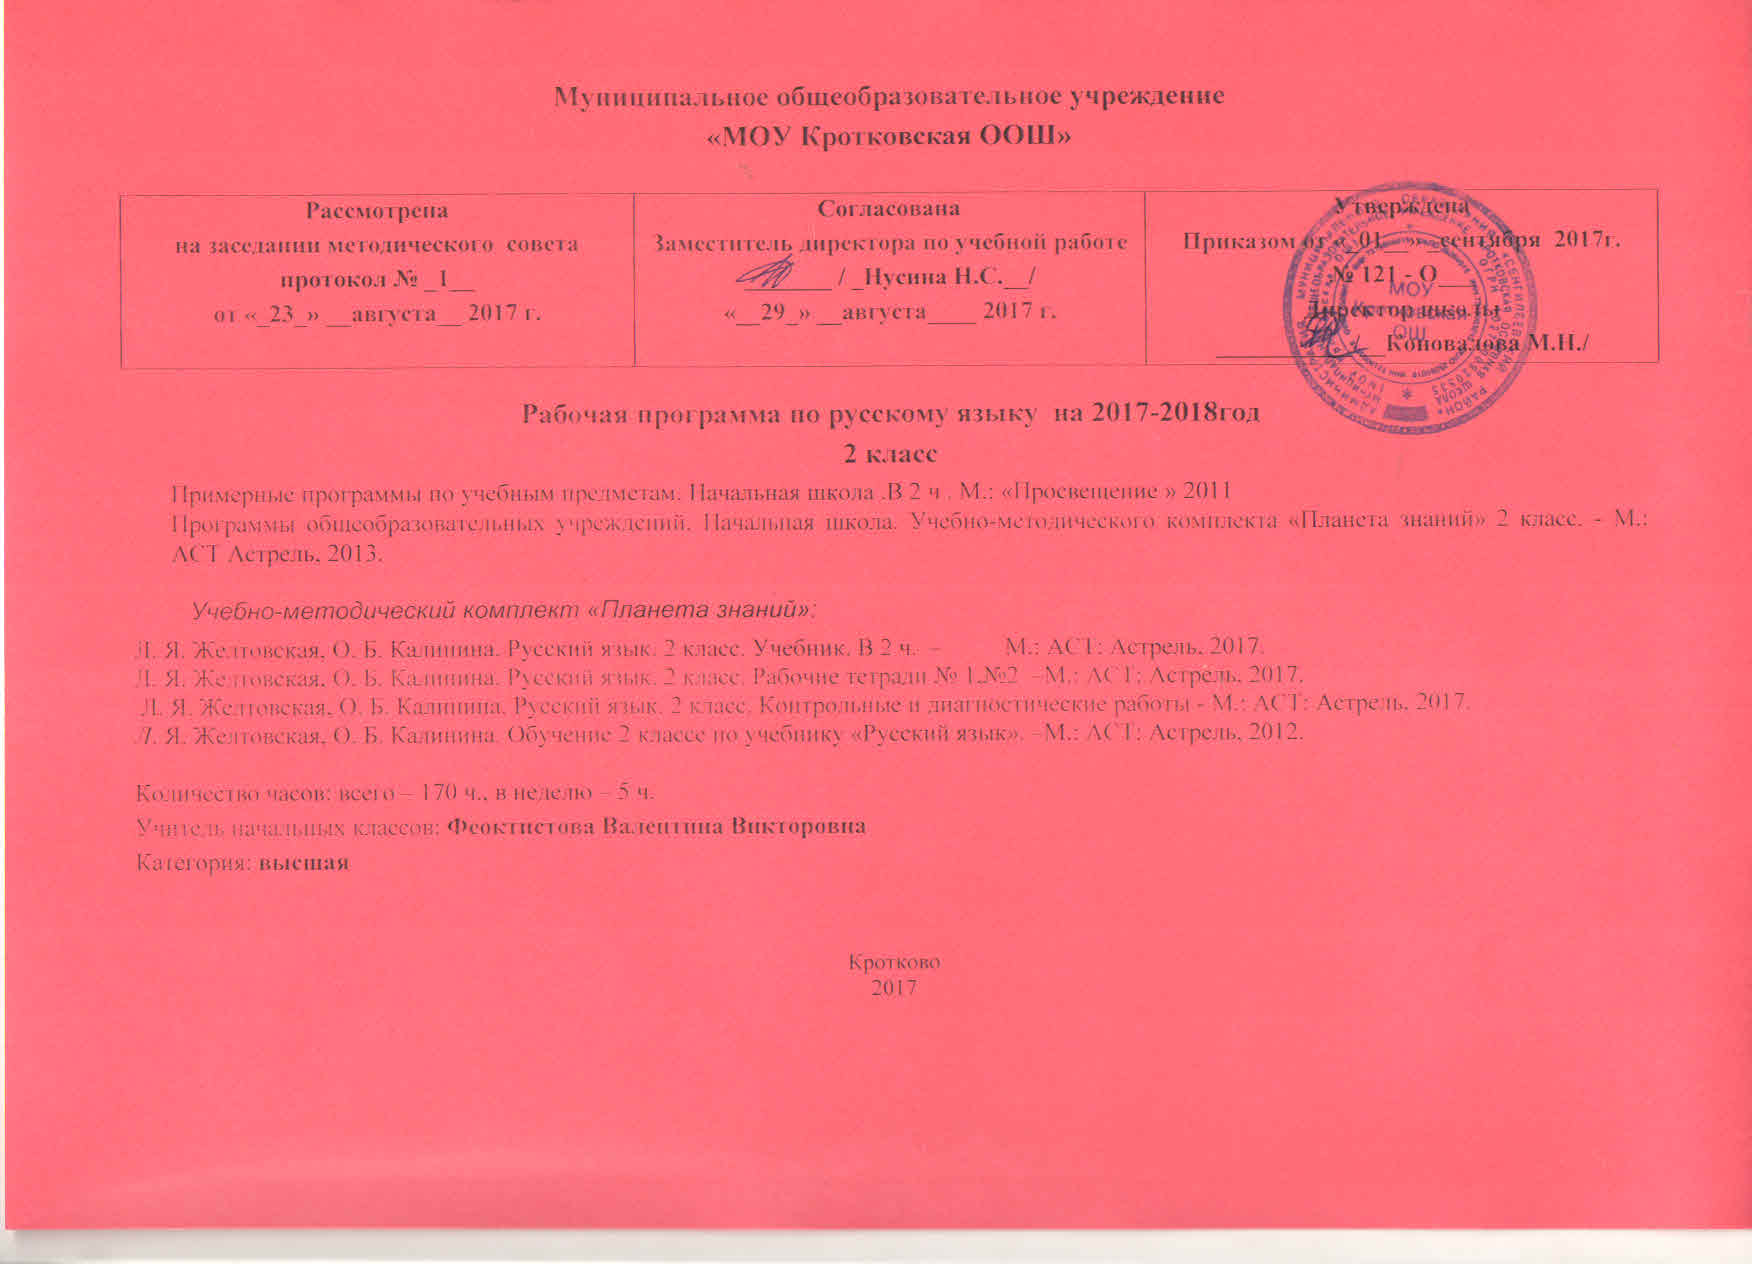 Муниципальное общеобразовательное учреждение
«МОУ Кротковская ООШ»
Рассмотрена
на заседании методического совета
протокол № _1__
от «_23_» __августа__ 2017 г.
Согласована
Заместитель директора по учебной работе
_______ / _Нусина Н.С.__/
«__29_» __августа____ 2017 г.
Утверждена
Приказом от «_01__» _сентября 2017г.
№ 121 - О___
Директор школы
____________/__Коновалова М.Н./
МОУ
Кротковская
ОШ
Рабочая программа по русскому языку на 2017-2018год
2 класс
Примерные программы по учебным предметам. Начальная школа .В 2 ч . М.: «Просвещение » 2011
Программы общеобразовательных учреждений. Начальная школа. Учебно-методического комплекта «Планета знаний» 2 класс. - М.:
АСТ Астрель, 2013.
Учебно-методический комплект «Планета знаний»:
Л. Я. Желтовская, О. Б. Калинина. Русский язык. 2 класс. Учебник. В 2 ч. – М.: АСТ: Астрель, 2017.
Л. Я. Желтовская, О. Б. Калинина. Русский язык. 2 класс. Рабочие тетради № 1,№2 –М.: АСТ: Астрель, 2017.
Л. Я. Желтовская, О. Б. Калинина. Русский язык. 2 класс. Контрольные и диагностические работы - М.: АСТ: Астрель, 2017.
Л. Я. Желтовская, О. Б. Калинина. Обучение 2 классе по учебнику «Русский язык». –М.: АСТ: Астрель, 2012.
Количество часов: всего – 170 ч., в неделю – 5 ч.
Учитель начальных классов: Феоктистова Валентина Викторовна
Категория: высшая
Кротково
2017